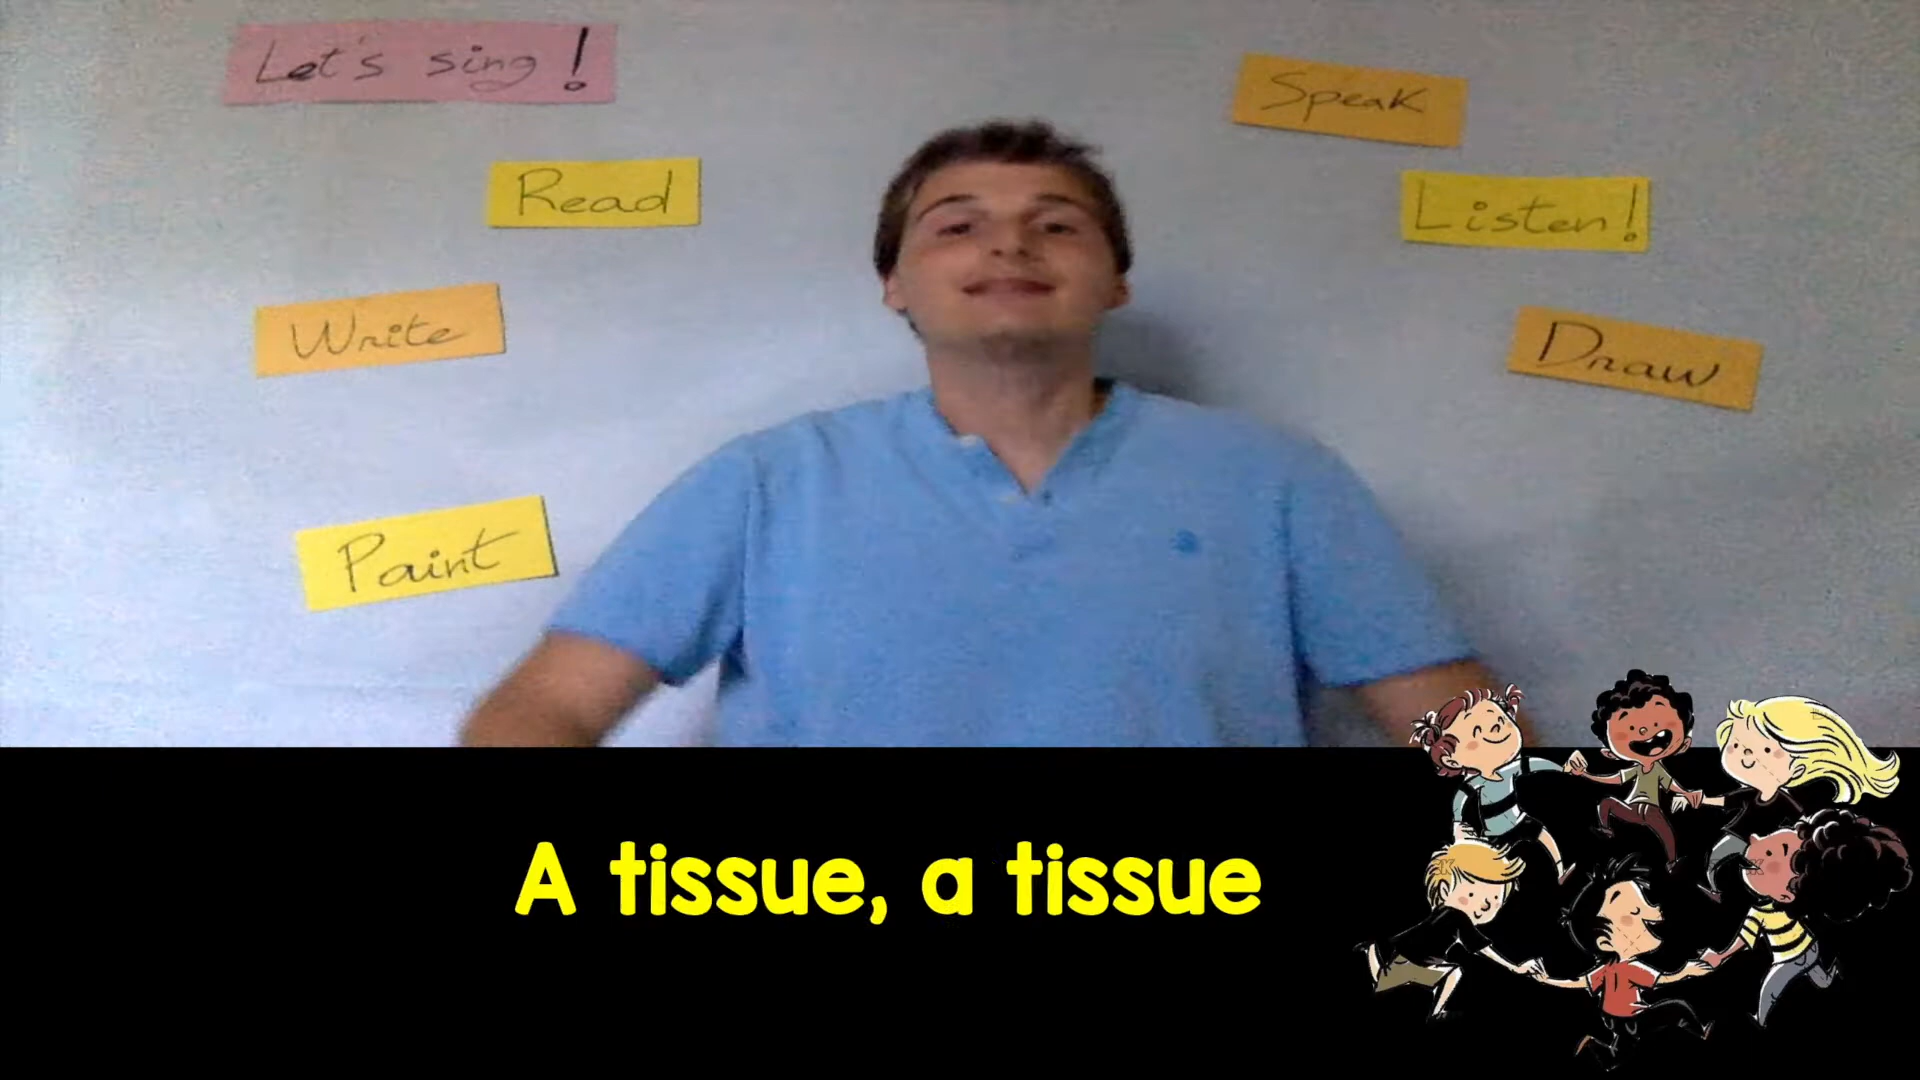 Let's sing!
Speak
Read
Listen!
Write
Draw
Paint
A tissue, a tissue